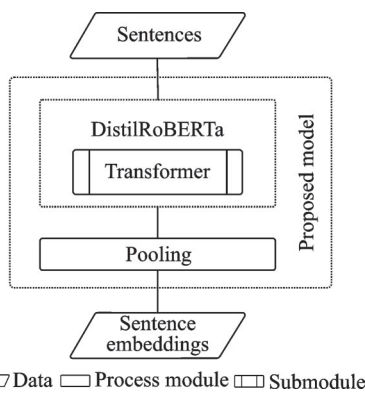 Sentences
DistilRoBERTa
Transformer
Proposed model
Pooling
Sentence
embeddings
Data Process module Submodule